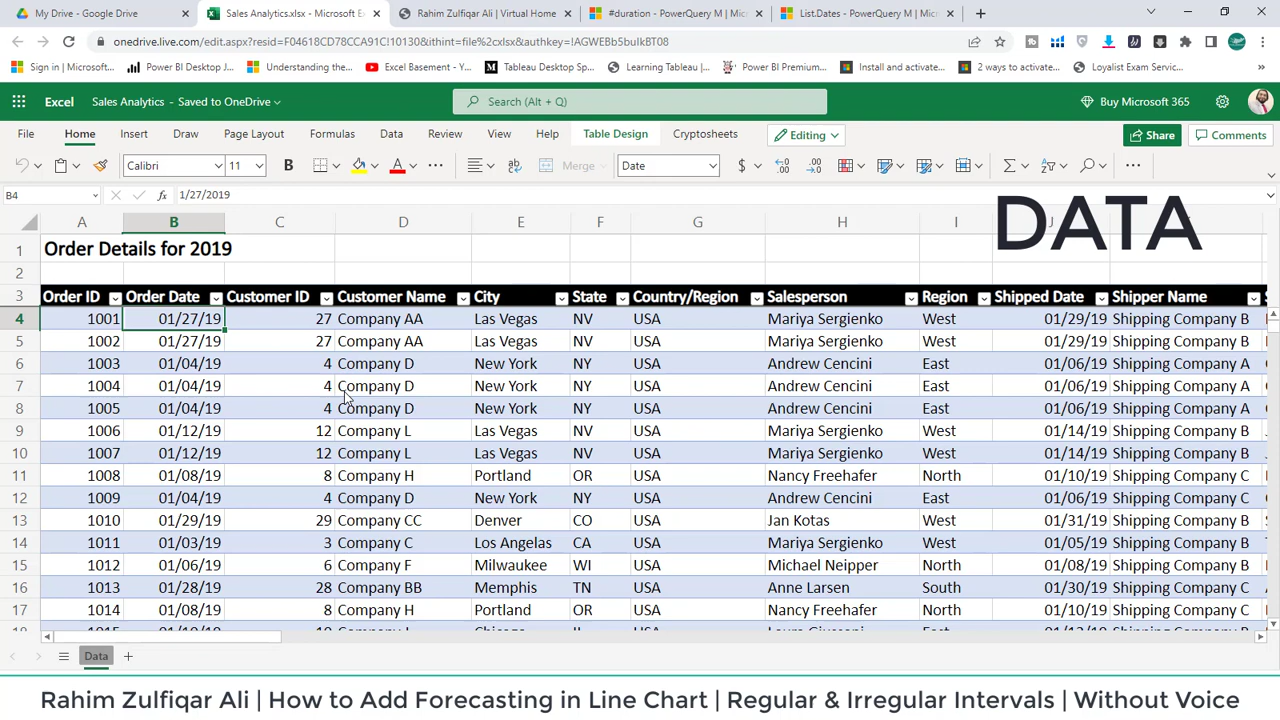 My Drive - Google Drive
Sales Analytics.xlsx - Microsoft E
Rahim Zulfiqar Ali | Virtual Home
#duration - PowerQuery M | Micro
List.Dates - PowerQuery M | Micro
onedrive.live.com/edit.aspx?resid=F04618CD78CCA91C!10130&ithint=file%2cxlsx&authkey=!AGWEBb5bulkBT08
Sign in | Microsoft...
Power BI Desktop J...
Understanding the...
Excel Basement - Y...
Tableau Desktop Sp...
Learning Tableau |...
Power BI Premium...
Install and activate...
2 ways to activate...
Loyalist Exam Servic...
Excel Sales Analytics - Saved to OneDrive Search (Alt + Q) Buy Microsoft 365
File Home Insert Draw Page Layout Formulas Data Review View Help Table Design Cryptosheets Editing Share Comments
Calibri 11 B A Merge Date $
B4 fx 1/27/2019
DATA
A B C D E F G H I
1 Order Details for 2019
2
3 Order ID Order Date Customer ID Customer Name City State Country/Region Salesperson Region Shipped Date Shipper Name
4 1001 01/27/19 27 Company AA Las Vegas NV USA Mariya Sergienko West 01/29/19 Shipping Company B
5 1002 01/27/19 27 Company AA Las Vegas NV USA Mariya Sergienko West 01/29/19 Shipping Company B
6 1003 01/04/19 4 Company D New York NY USA Andrew Cencini East 01/06/19 Shipping Company A
7 1004 01/04/19 4 Company D New York NY USA Andrew Cencini East 01/06/19 Shipping Company A
8 1005 01/04/19 4 Company D New York NY USA Andrew Cencini East 01/06/19 Shipping Company A
9 1006 01/12/19 12 Company L Las Vegas NV USA Mariya Sergienko West 01/14/19 Shipping Company B
10 1007 01/12/19 12 Company L Las Vegas NV USA Mariya Sergienko West 01/14/19 Shipping Company B
11 1008 01/08/19 8 Company H Portland OR USA Nancy Freehafer North 01/10/19 Shipping Company C
12 1009 01/04/19 4 Company D New York NY USA Andrew Cencini East 01/06/19 Shipping Company C
13 1010 01/29/19 29 Company CC Denver CO USA Jan Kotas West 01/31/19 Shipping Company B
14 1011 01/03/19 3 Company C Los Angelas CA USA Mariya Sergienko West 01/05/19 Shipping Company B
15 1012 01/06/19 6 Company F Milwaukee WI USA Michael Neipper North 01/08/19 Shipping Company B
16 1013 01/28/19 28 Company BB Memphis TN USA Anne Larsen South 01/30/19 Shipping Company C
17 1014 01/08/19 8 Company H Portland OR USA Nancy Freehafer North 01/10/19 Shipping Company C
Data
Rahim Zulfiqar Ali | How to Add Forecasting in Line Chart | Regular & Irregular Intervals | Without Voice